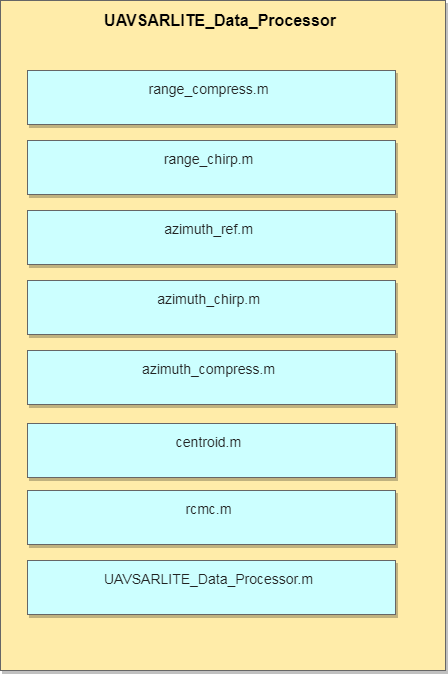 UAVSARLITE_Data_Processor
range_compress.m
range_chirp.m
azimuth_ref.m
azimuth_chirp.m
azimuth_compress.m
centroid.m
rcmc.m
UAVSARLITE_Data_Processor.m